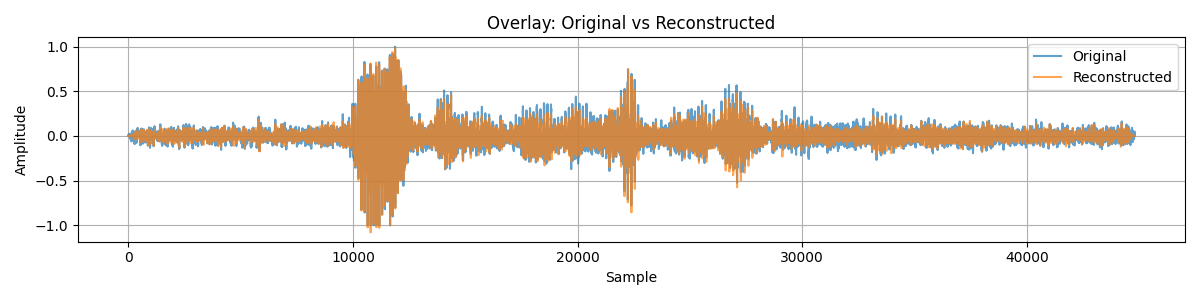 Overlay: Original vs Reconstructed
1.0
0.5
0.0
−0.5
−1.0
Amplitude
Original
Reconstructed
0
10000
20000
30000
40000
Sample